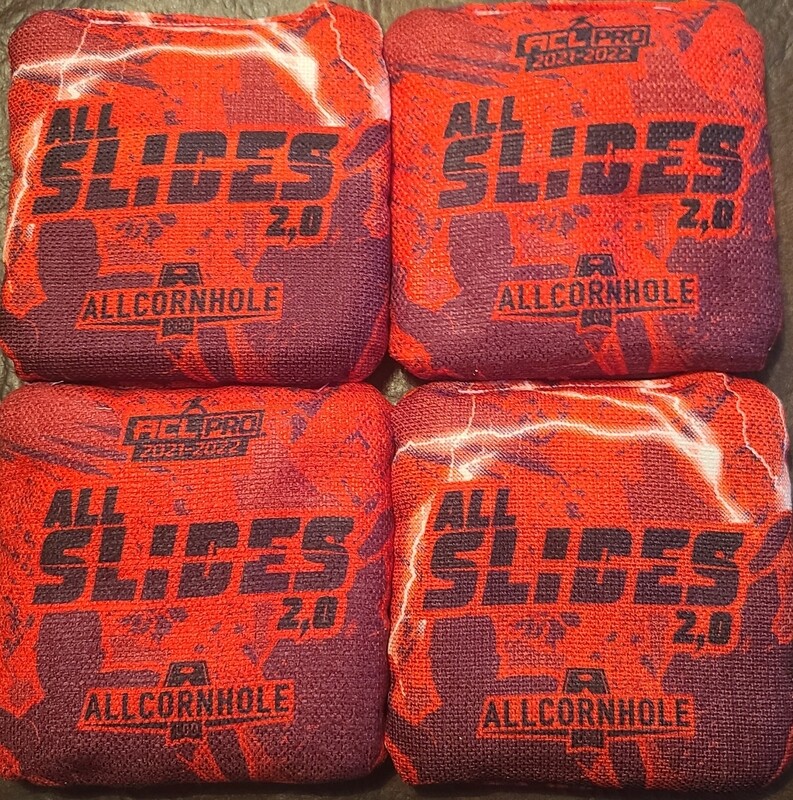 ALL
SLIDES
2,0
ALLCORNHOLE
ACL PRO
2021-2022
ALL
SLIDES
2,0
ALLCORNHOLE
ACL PRO
2021-2022
ALL
SLIDES
2,0
ALLCORNHOLE
ALL
SLIDES
2,0
ALLCORNHOLE